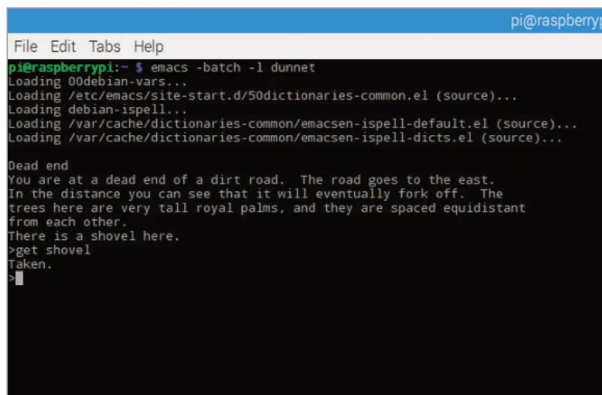 pi@raspberryp
File Edit Tabs Help
pi@raspberrypi:~ $ emacs -batch -l dunnet
Loading 00debian-vars...
Loading /etc/emacs/site-start.d/50dictionaries-common.el (source)...
Loading debian-ispell...
Loading /var/cache/dictionaries-common/emacsen-ispell-default.el (source)...
Loading /var/cache/dictionaries-common/emacsen-ispell-dicts.el (source)...
Dead end
You are at a dead end of a dirt road.  The road goes to the east.
In the distance you can see that it will eventually fork off.  The
trees here are very tall royal palms, and they are spaced equidistant
from each other.
There is a shovel here.
>get shovel
Taken.
>